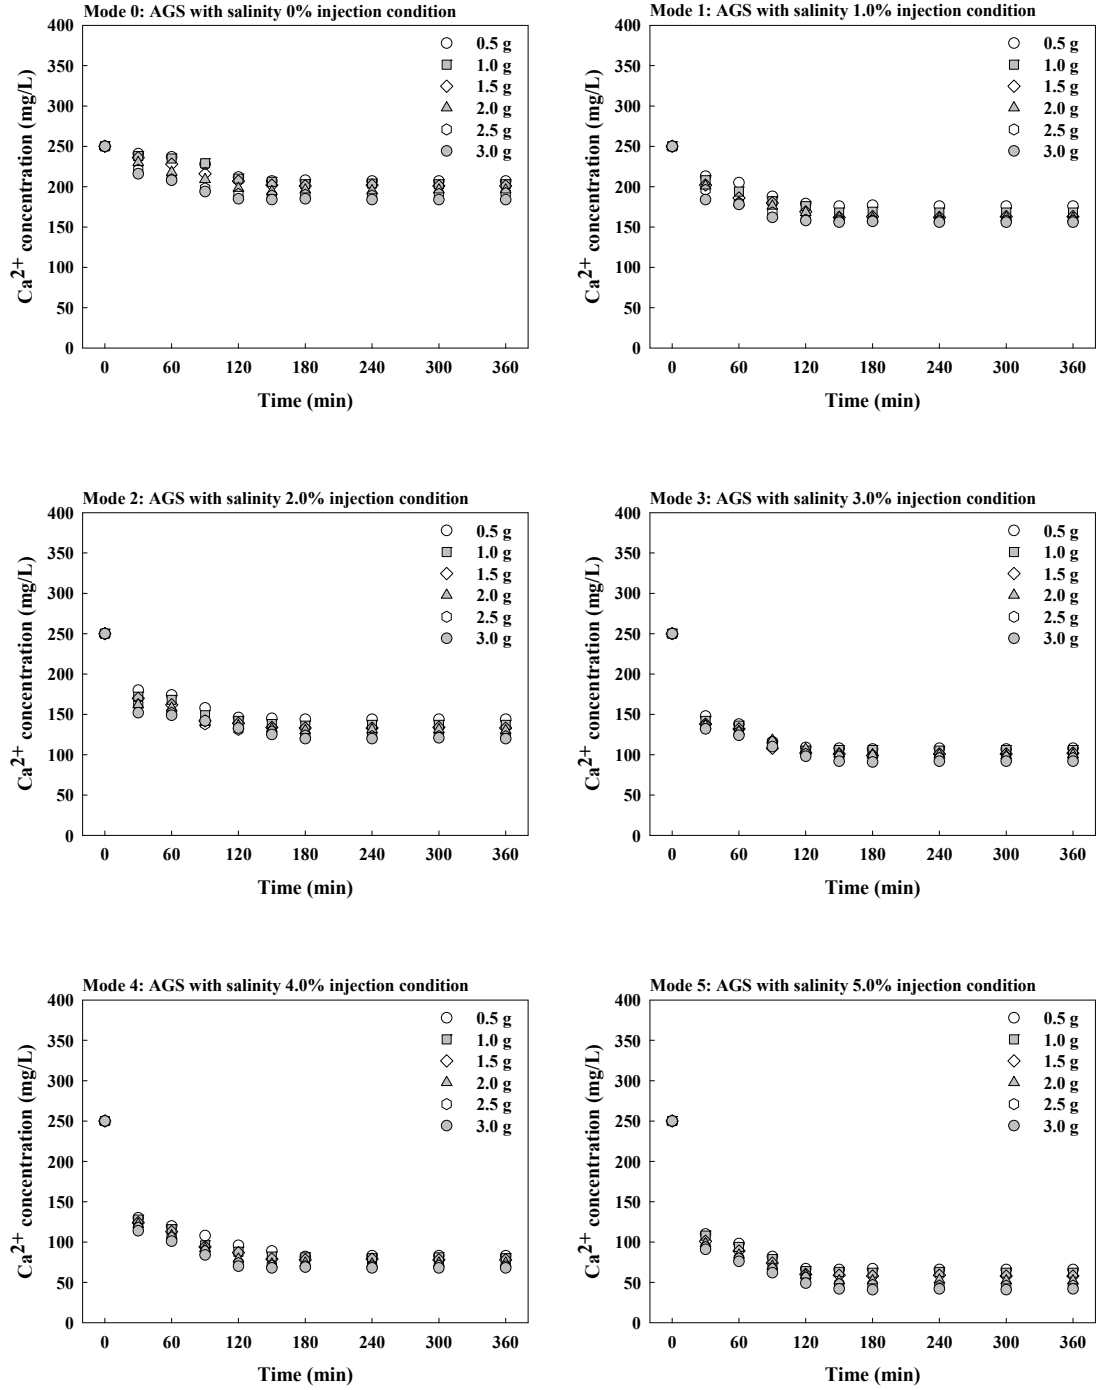 Mode 0: AGS with salinity 0% injection condition
Ca2+ concentration (mg/L)
400
350
300
250
200
150
100
50
0
0.5 g
1.0 g
1.5 g
2.0 g
2.5 g
3.0 g
0 60 120 180 240 300 360
Time (min)
Mode 1: AGS with salinity 1.0% injection condition
Ca2+ concentration (mg/L)
400
350
300
250
200
150
100
50
0
0.5 g
1.0 g
1.5 g
2.0 g
2.5 g
3.0 g
0 60 120 180 240 300 360
Time (min)
Mode 2: AGS with salinity 2.0% injection condition
Ca2+ concentration (mg/L)
400
350
300
250
200
150
100
50
0
0.5 g
1.0 g
1.5 g
2.0 g
2.5 g
3.0 g
0 60 120 180 240 300 360
Time (min)
Mode 3: AGS with salinity 3.0% injection condition
Ca2+ concentration (mg/L)
400
350
300
250
200
150
100
50
0
0.5 g
1.0 g
1.5 g
2.0 g
2.5 g
3.0 g
0 60 120 180 240 300 360
Time (min)
Mode 4: AGS with salinity 4.0% injection condition
Ca2+ concentration (mg/L)
400
350
300
250
200
150
100
50
0
0.5 g
1.0 g
1.5 g
2.0 g
2.5 g
3.0 g
0 60 120 180 240 300 360
Time (min)
Mode 5: AGS with salinity 5.0% injection condition
Ca2+ concentration (mg/L)
400
350
300
250
200
150
100
50
0
0.5 g
1.0 g
1.5 g
2.0 g
2.5 g
3.0 g
0 60 120 180 240 300 360
Time (min)